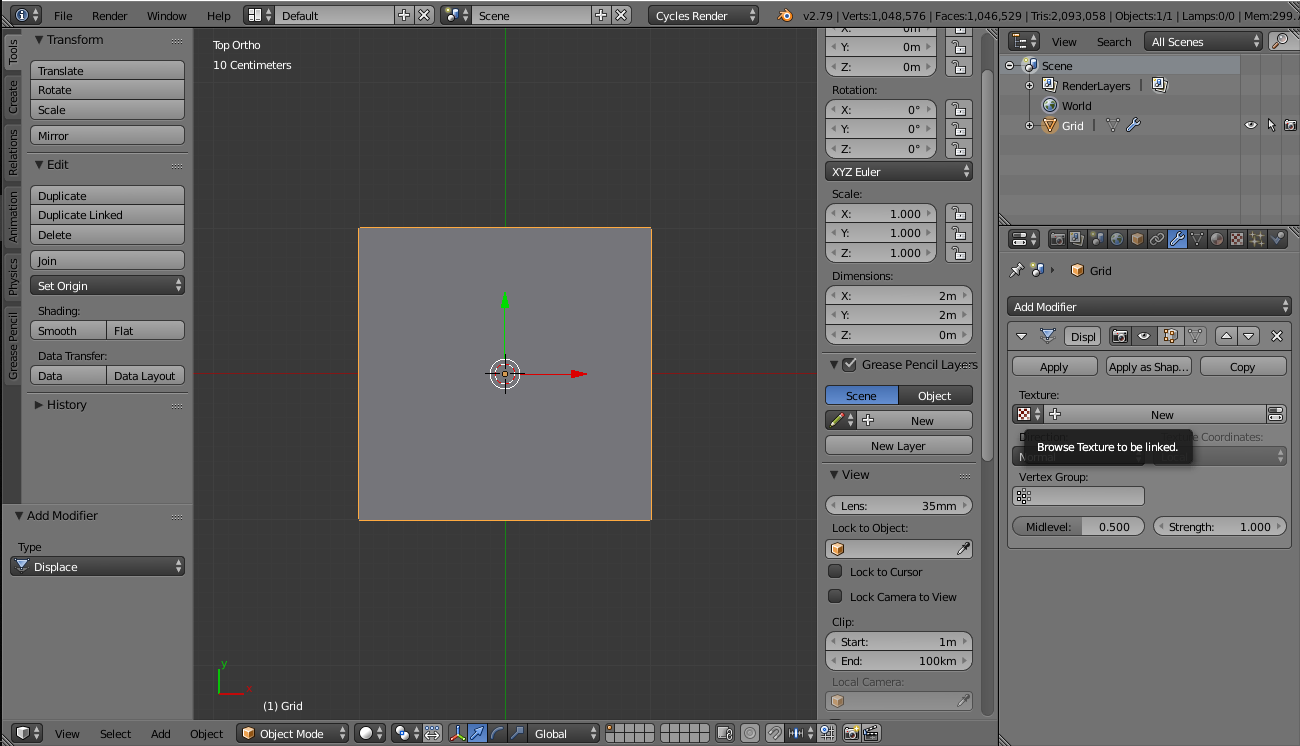 File Render Window Help Default Scene Cycles Render v2.79 | Verts:1,048,576 | Faces:1,046,529 | Tris:2,093,058 | Objects:1/1 | Lamps:0/0 | Mem:299.
Tools
Create
Relations
Animation
Physics
Grease Pencil
Transform
Translate
Rotate
Scale
Mirror
Edit
Duplicate
Duplicate Linked
Delete
Join
Set Origin
Shading:
Smooth Flat
Data Transfer:
Data Data Layout
History
Add Modifier
Type
Displace
Top Ortho
10 Centimeters
y
x
(1) Grid
X: 0m
Y: 0m
Z: 0m
Rotation:
X: 0°
Y: 0°
Z: 0°
XYZ Euler
Scale:
X: 1.000
Y: 1.000
Z: 1.000
Dimensions:
X: 2m
Y: 2m
Z: 0m
Grease Pencil Layers
Scene Object
New
New Layer
View
Lens: 35mm
Lock to Object:
Lock to Cursor
Lock Camera to View
Clip:
Start: 1m
End: 100km
Local Camera:
View Select Add Object Object Mode Global
View Search All Scenes
Scene
RenderLayers |
World
Grid |
Grid
Add Modifier
Displ
Apply Apply as Shap... Copy
Texture:
New
Direction: Coordinates:
Normal
Browse Texture to be linked.
Vertex Group:
Midlevel: 0.500 Strength: 1.000